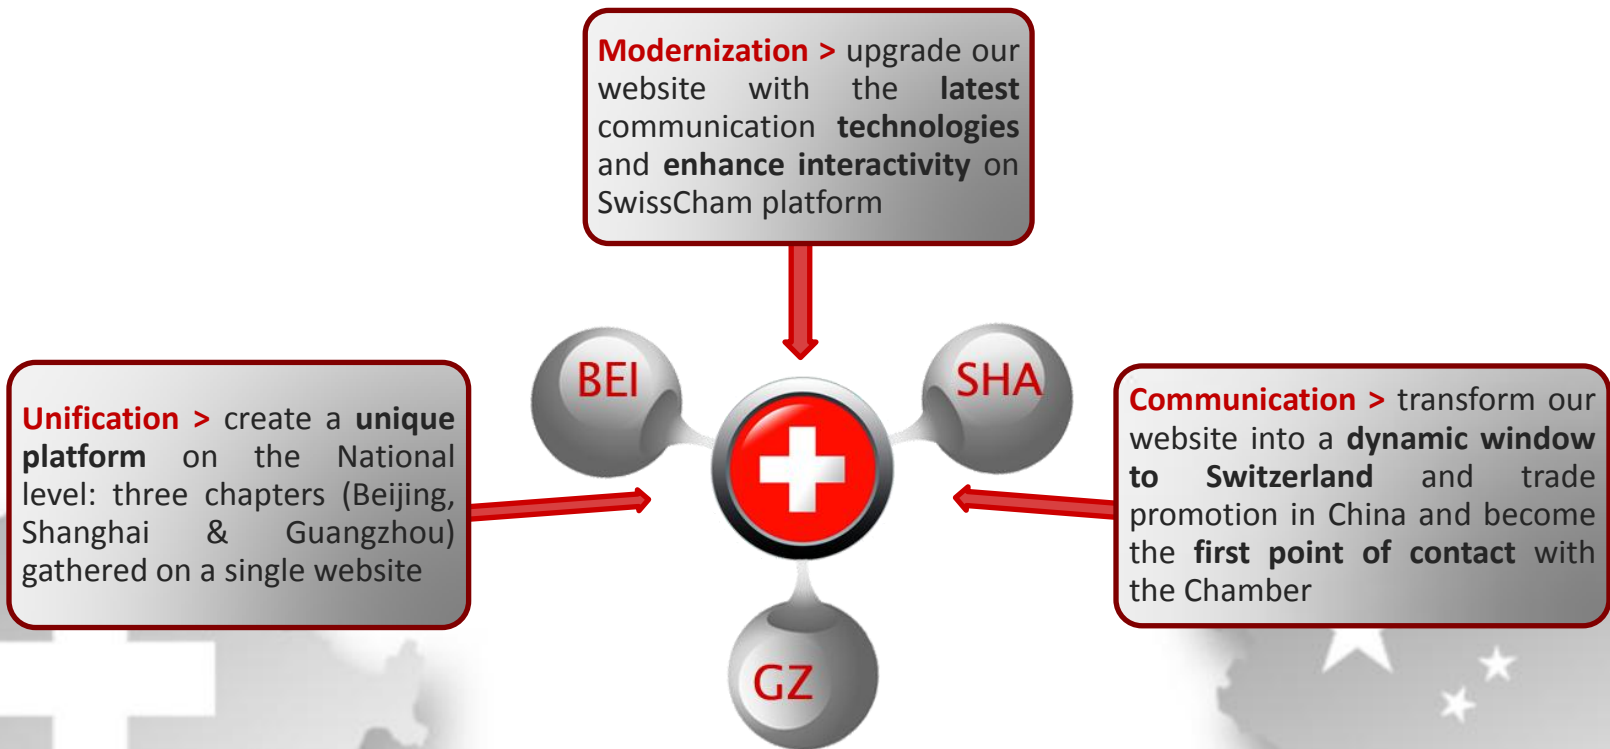 Modernization > upgrade our
website with the latest
communication technologies
and enhance interactivity on
SwissCham platform
BEI
SHA
Unification > create a unique
platform on the National
level: three chapters (Beijing,
Shanghai & Guangzhou)
gathered on a single website
Communication > transform our
website into a dynamic window
to Switzerland and trade
promotion in China and become
the first point of contact with
the Chamber
GZ